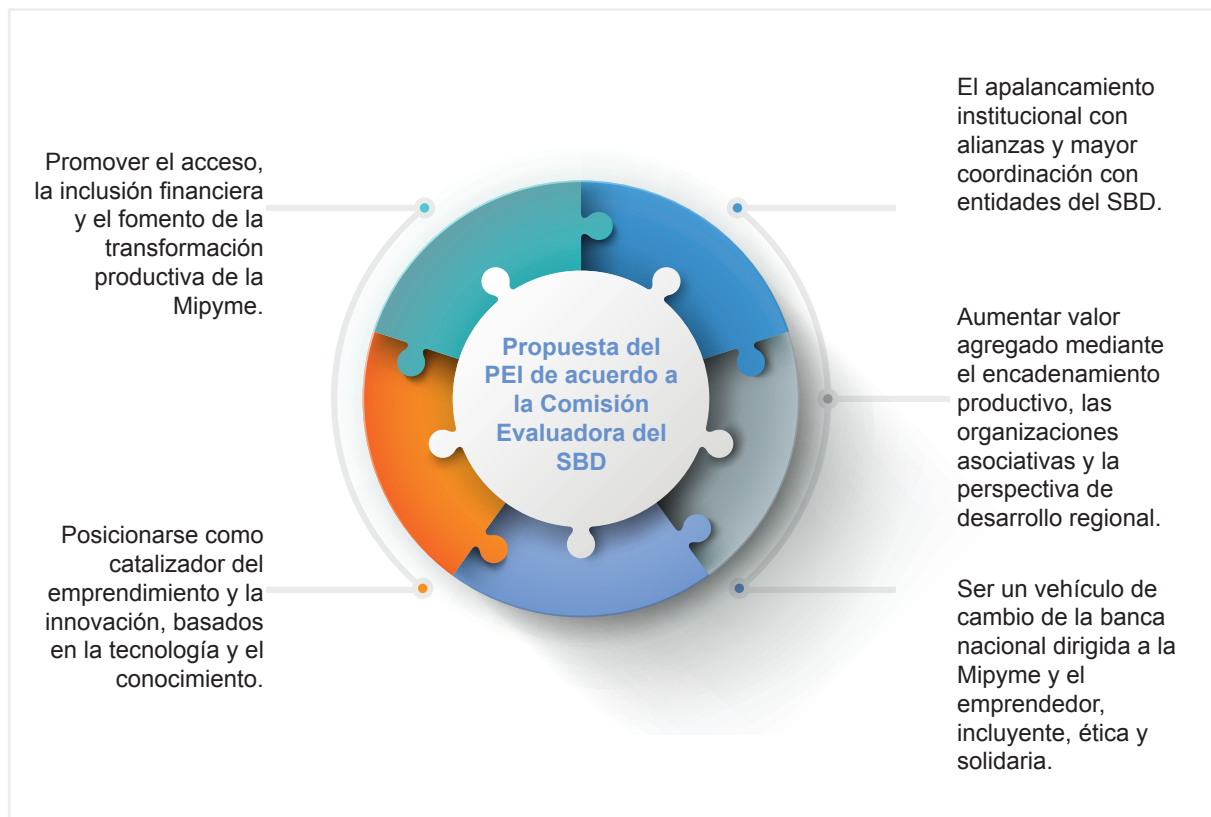 Promover el acceso,
la inclusión financiera
y el fomento de la
transformación
productiva de la
Mipyme.
Posicionarse como
catalizador del
emprendimiento y la
innovación, basados
en la tecnología y el
conocimiento.
Propuesta del
PEI de acuerdo a
la Comisión
Evaluadora del
SBD
El apalancamiento
institucional con
alianzas y mayor
coordinación con
entidades del SBD.
Aumentar valor
agregado mediante
el encadenamiento
productivo, las
organizaciones
asociativas y la
perspectiva de
desarrollo regional.
Ser un vehículo de
cambio de la banca
nacional dirigida a la
Mipyme y el
emprendedor,
incluyente, ética y
solidaria.